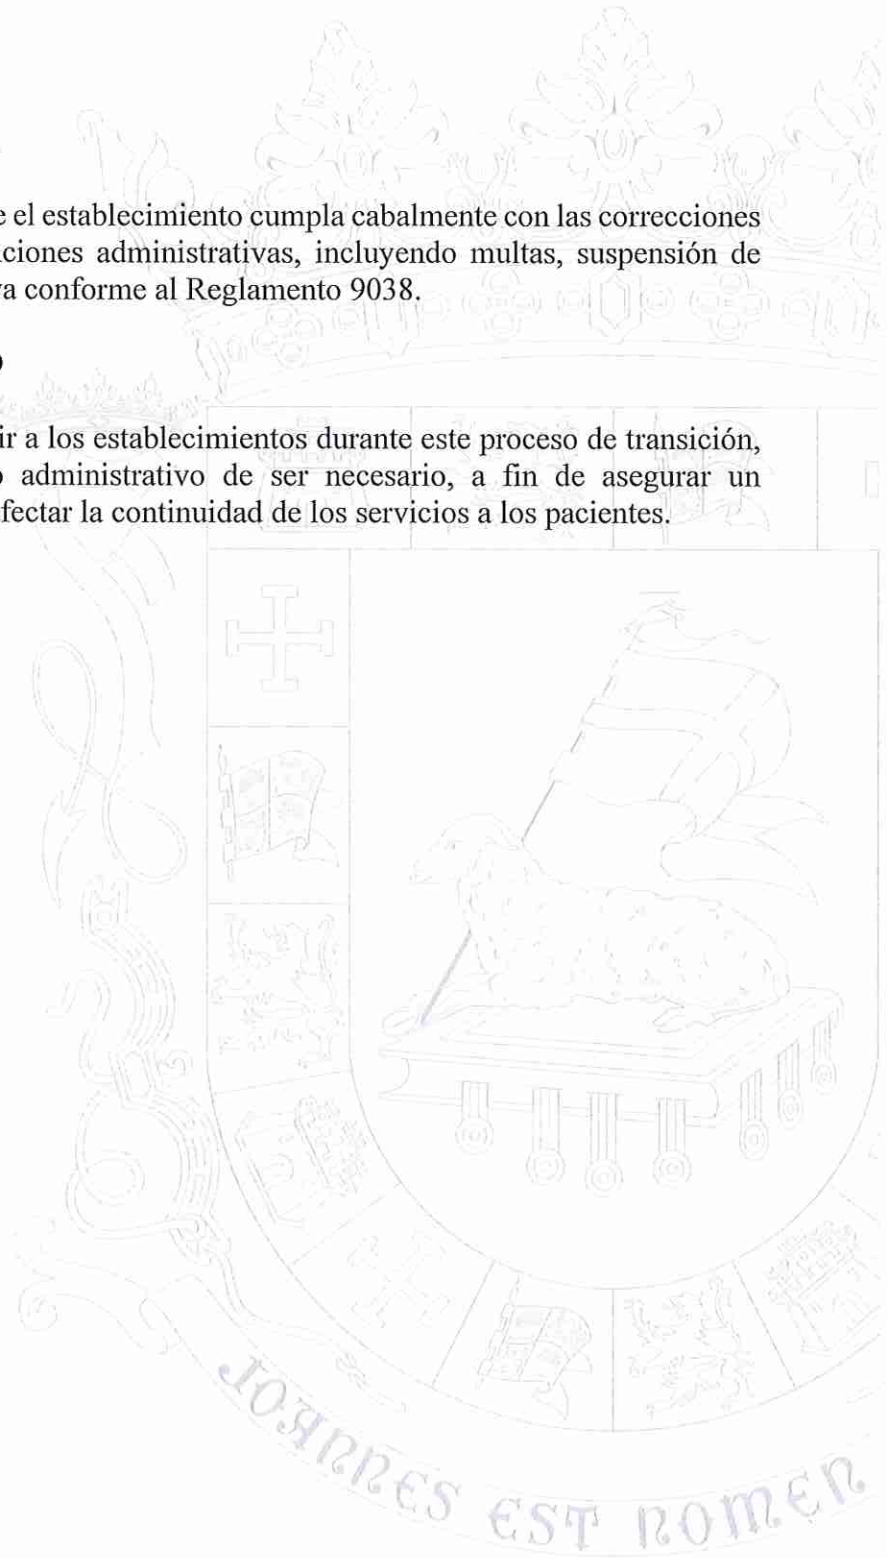 el establecimiento cumpla cabalmente con las correcciones
ciones administrativas, incluyendo multas, suspensión de
a conforme al Reglamento 9038.
ir a los establecimientos durante este proceso de transición,
administrativo de ser necesario, a fin de asegurar un
fectar la continuidad de los servicios a los pacientes.
JOANNES EST NOMEN